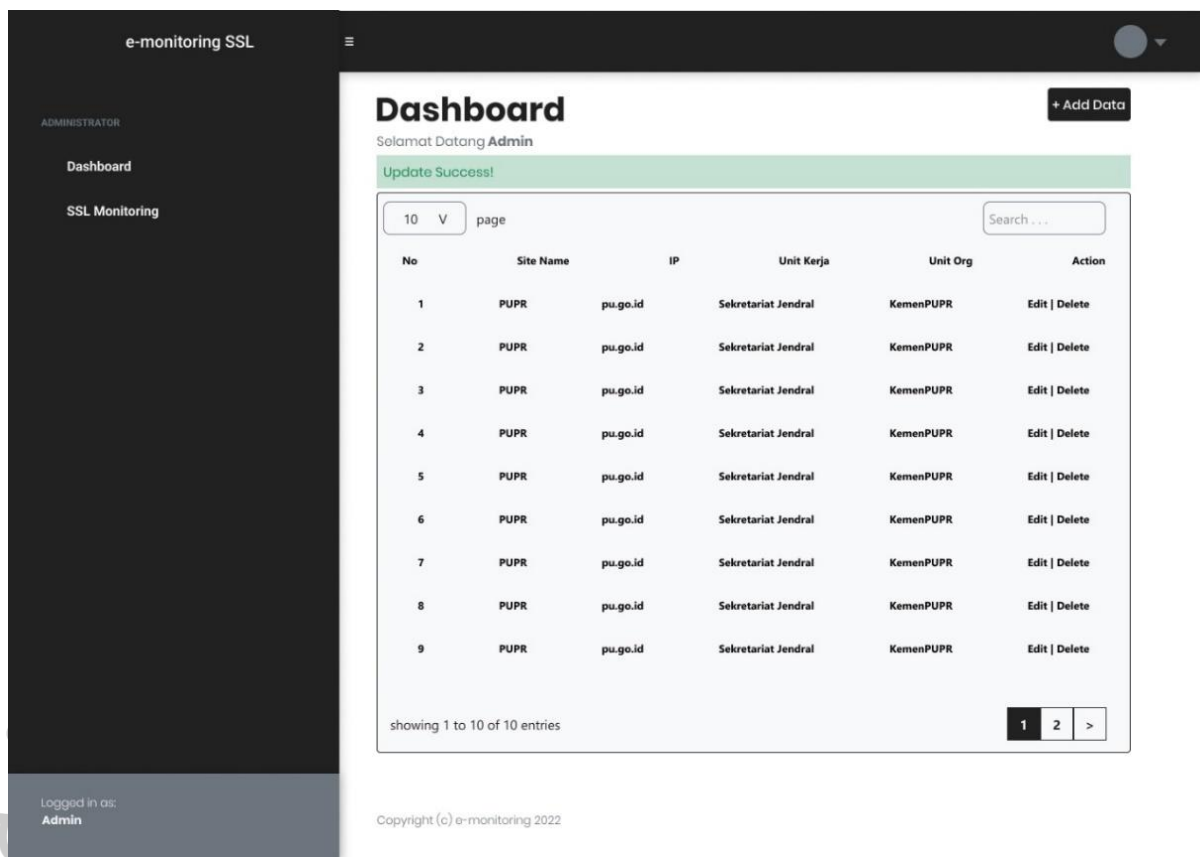 e-monitoring SSL
≡
ADMINISTRATOR
Dashboard
SSL Monitoring
Logged in as:
Admin
Dashboard
+ Add Data
Selamat Datang Admin
Update Success!
10 V page Search . . .
No Site Name IP Unit Kerja Unit Org Action
1 PUPR pu.go.id Sekretariat Jendral KemenPUPR Edit | Delete
2 PUPR pu.go.id Sekretariat Jendral KemenPUPR Edit | Delete
3 PUPR pu.go.id Sekretariat Jendral KemenPUPR Edit | Delete
4 PUPR pu.go.id Sekretariat Jendral KemenPUPR Edit | Delete
5 PUPR pu.go.id Sekretariat Jendral KemenPUPR Edit | Delete
6 PUPR pu.go.id Sekretariat Jendral KemenPUPR Edit | Delete
7 PUPR pu.go.id Sekretariat Jendral KemenPUPR Edit | Delete
8 PUPR pu.go.id Sekretariat Jendral KemenPUPR Edit | Delete
9 PUPR pu.go.id Sekretariat Jendral KemenPUPR Edit | Delete
showing 1 to 10 of 10 entries 1 2 >
Copyright (c) e-monitoring 2022